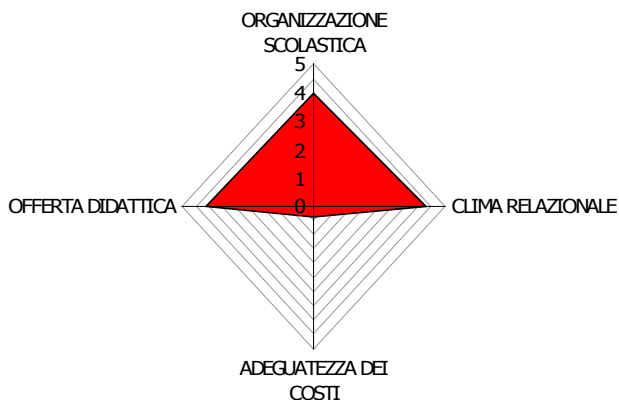 ORGANIZZAZIONE
SCOLASTICA
5
4
3
2
1
0
OFFERTA DIDATTICA
CLIMA RELAZIONALE
ADEGUATEZZA DEI
COSTI